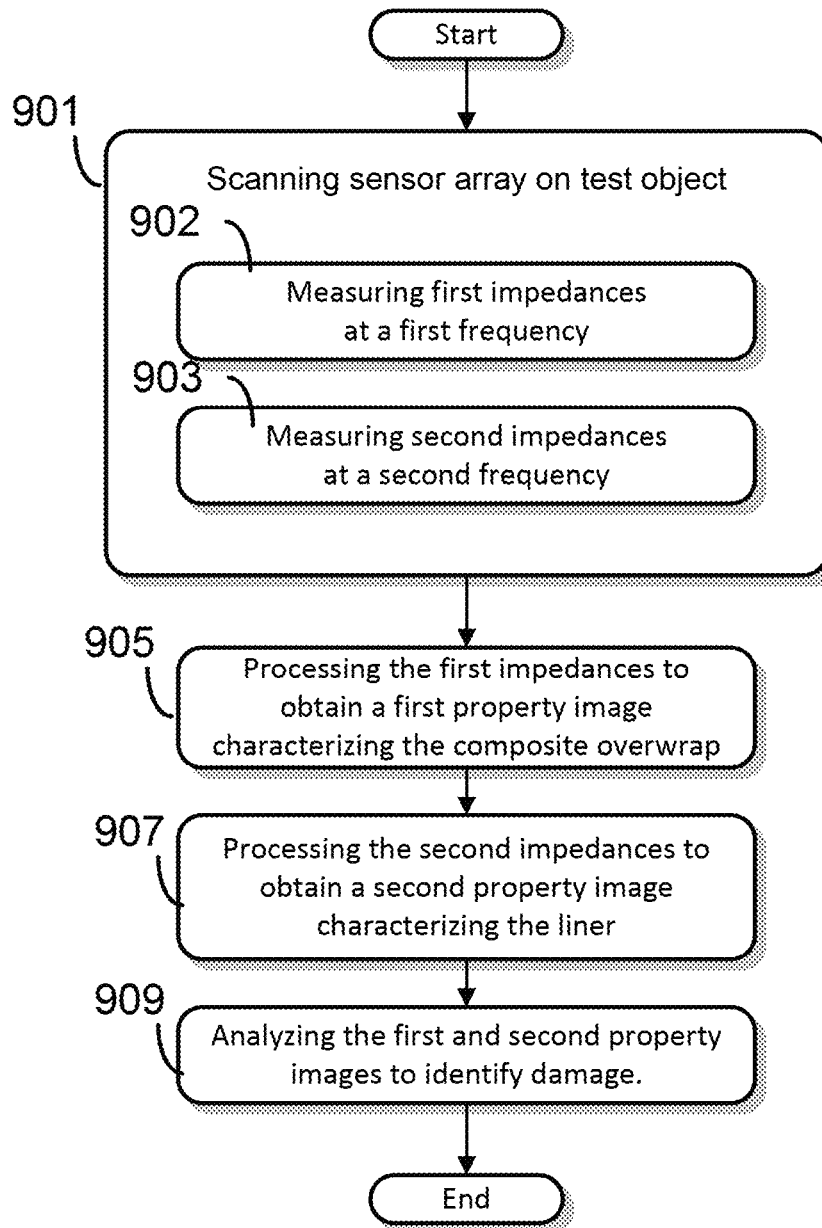 Start
901
Scanning sensor array on test object
902
Measuring first impedances
at a first frequency
903
Measuring second impedances
at a second frequency
905
Processing the first impedances to
obtain a first property image
characterizing the composite overwrap
907
Processing the second impedances to
obtain a second property image
characterizing the liner
909
Analyzing the first and second property
images to identify damage.
End